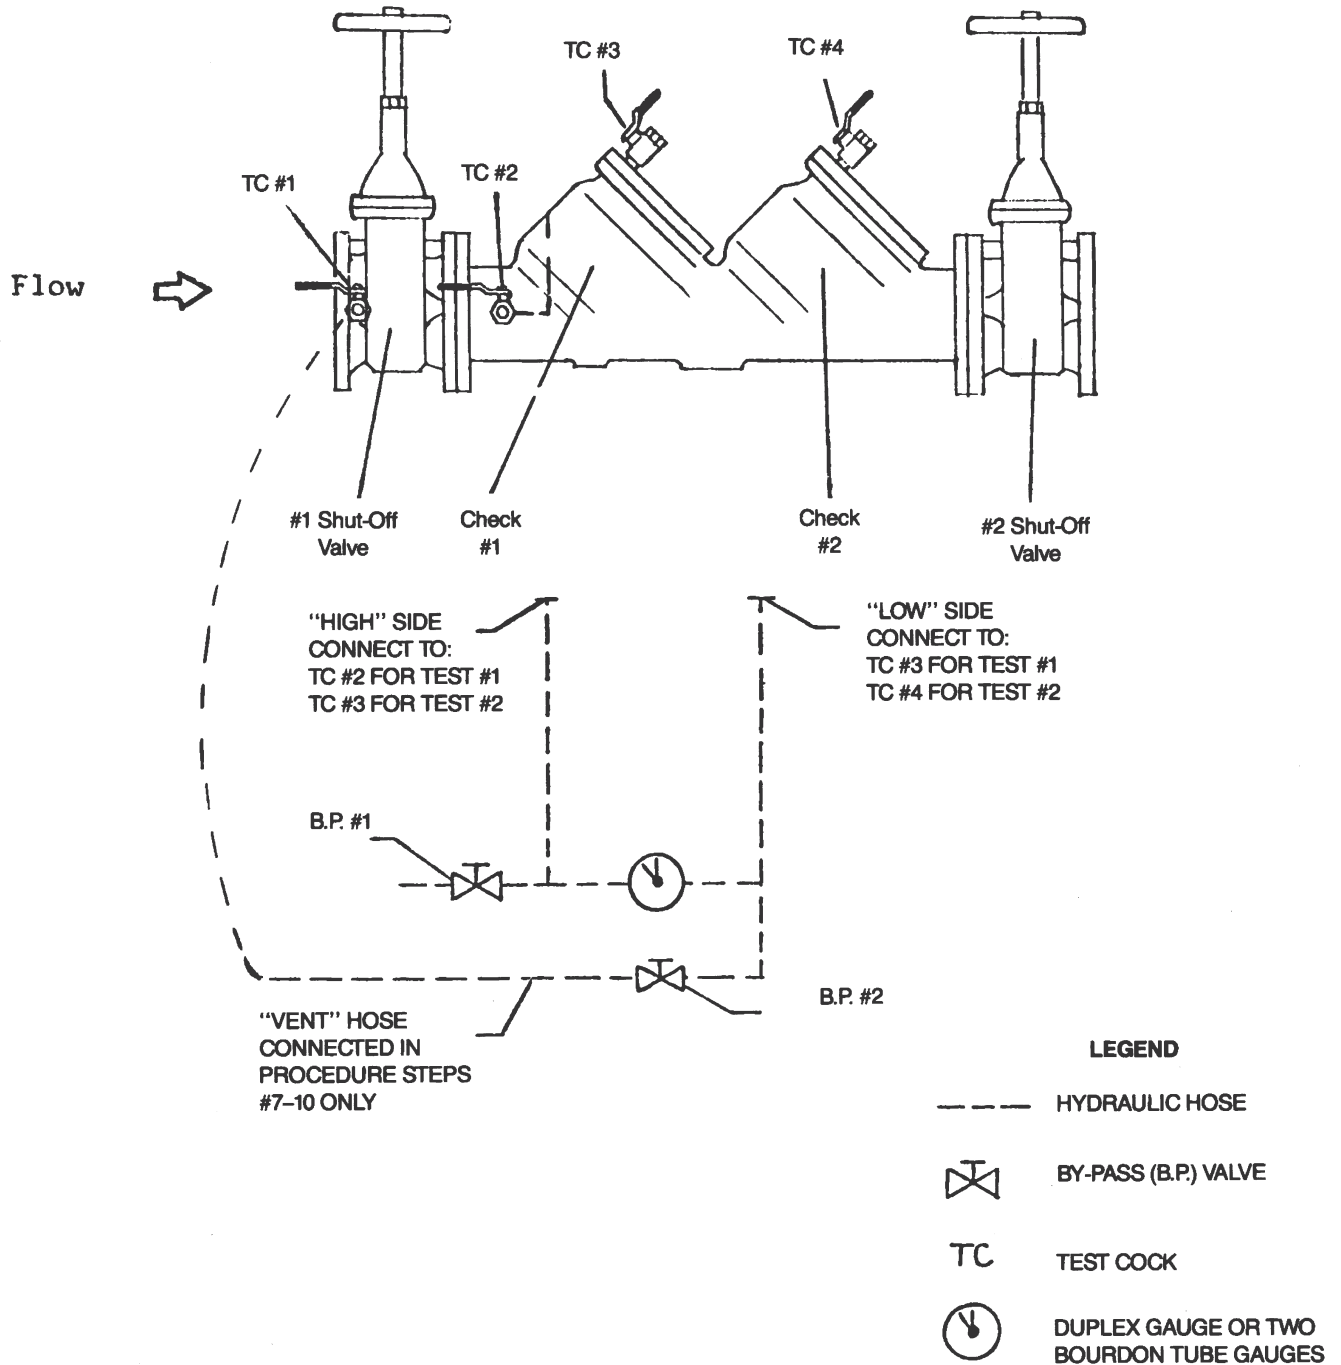 TC #3
TC #4
TC #1
TC #2
Flow
#1 Shut-Off
Valve
Check
#1
Check
#2
#2 Shut-Off
Valve
"HIGH" SIDE
CONNECT TO:
TC #2 FOR TEST #1
TC #3 FOR TEST #2
"LOW" SIDE
CONNECT TO:
TC #3 FOR TEST #1
TC #4 FOR TEST #2
B.P. #1
B.P. #2
"VENT" HOSE
CONNECTED IN
PROCEDURE STEPS
#7–10 ONLY
LEGEND
HYDRAULIC HOSE
BY-PASS (B.P.) VALVE
TC
TEST COCK
DUPLEX GAUGE OR TWO
BOURDON TUBE GAUGES